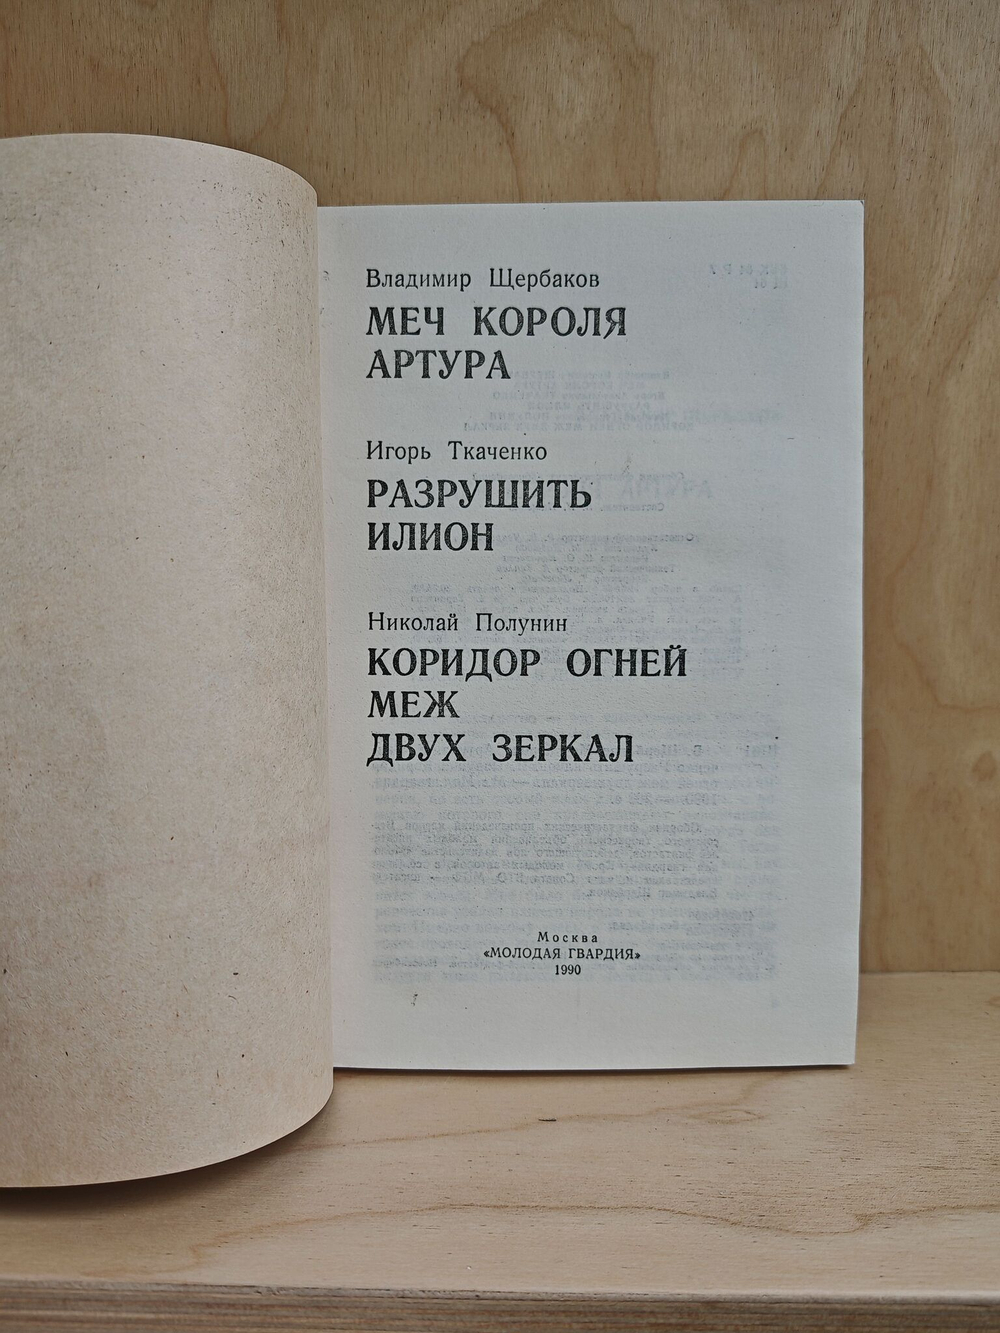 Владимир Щербаков
МЕЧ КОРОЛЯ
АРТУРА
Игорь Ткаченко
РАЗРУШИТЬ
ИЛИОН
Николай Полунин
КОРИДОР ОГНЕЙ
МЕЖ
ДВУХ ЗЕРКАЛ
Москва
«МОЛОДАЯ ГВАРДИЯ»
1990